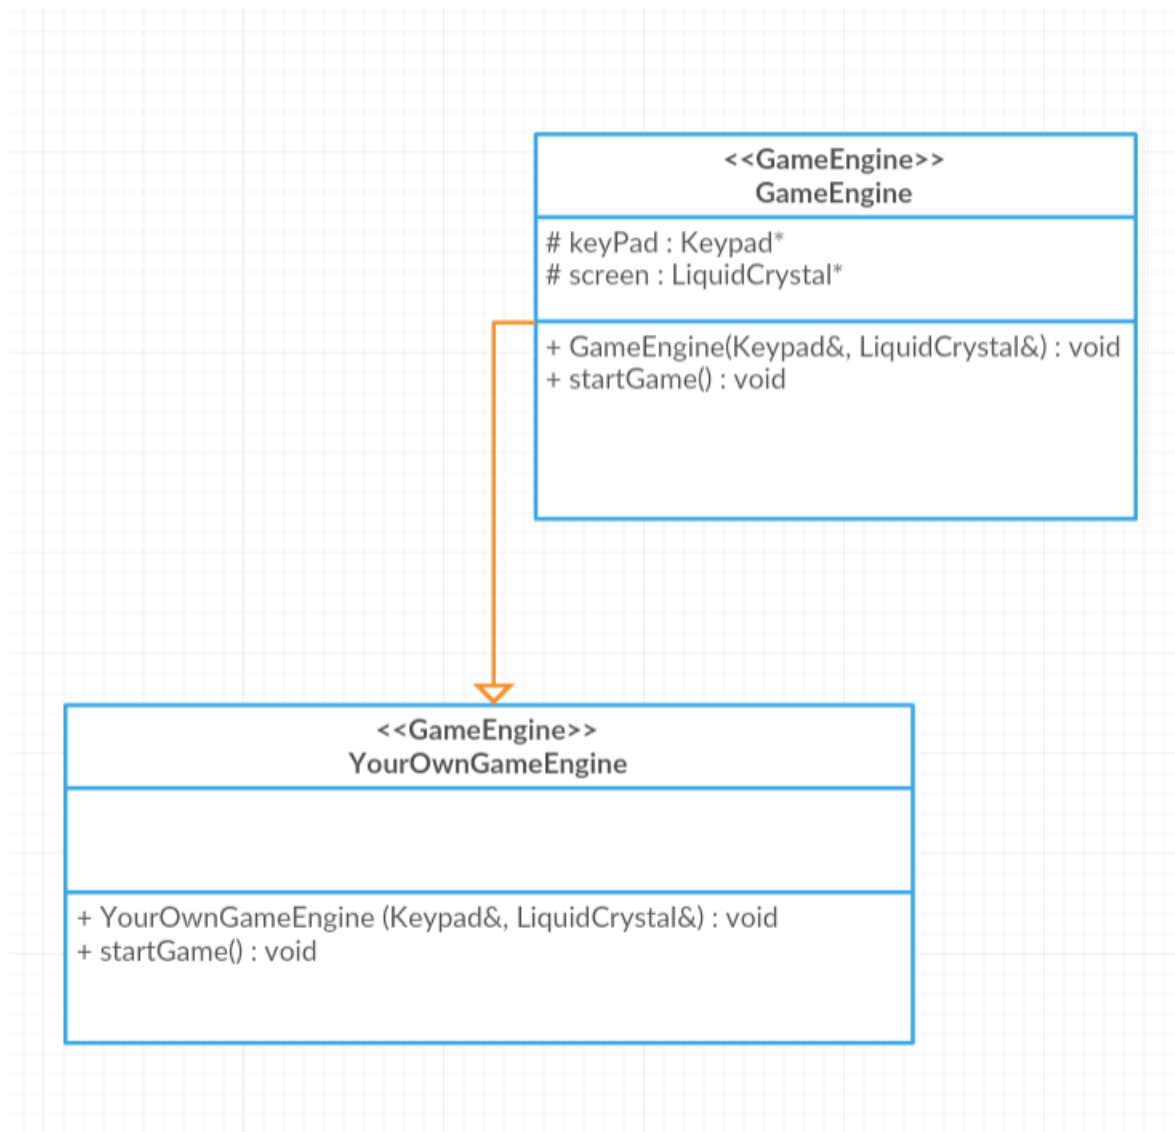 <<GameEngine>>
GameEngine
# keyPad : Keypad*
# screen : LiquidCrystal*
+ GameEngine(Keypad&, LiquidCrystal&) : void
+ startGame() : void
<<GameEngine>>
YourOwnGameEngine
+ YourOwnGameEngine (Keypad&, LiquidCrystal&) : void
+ startGame() : void